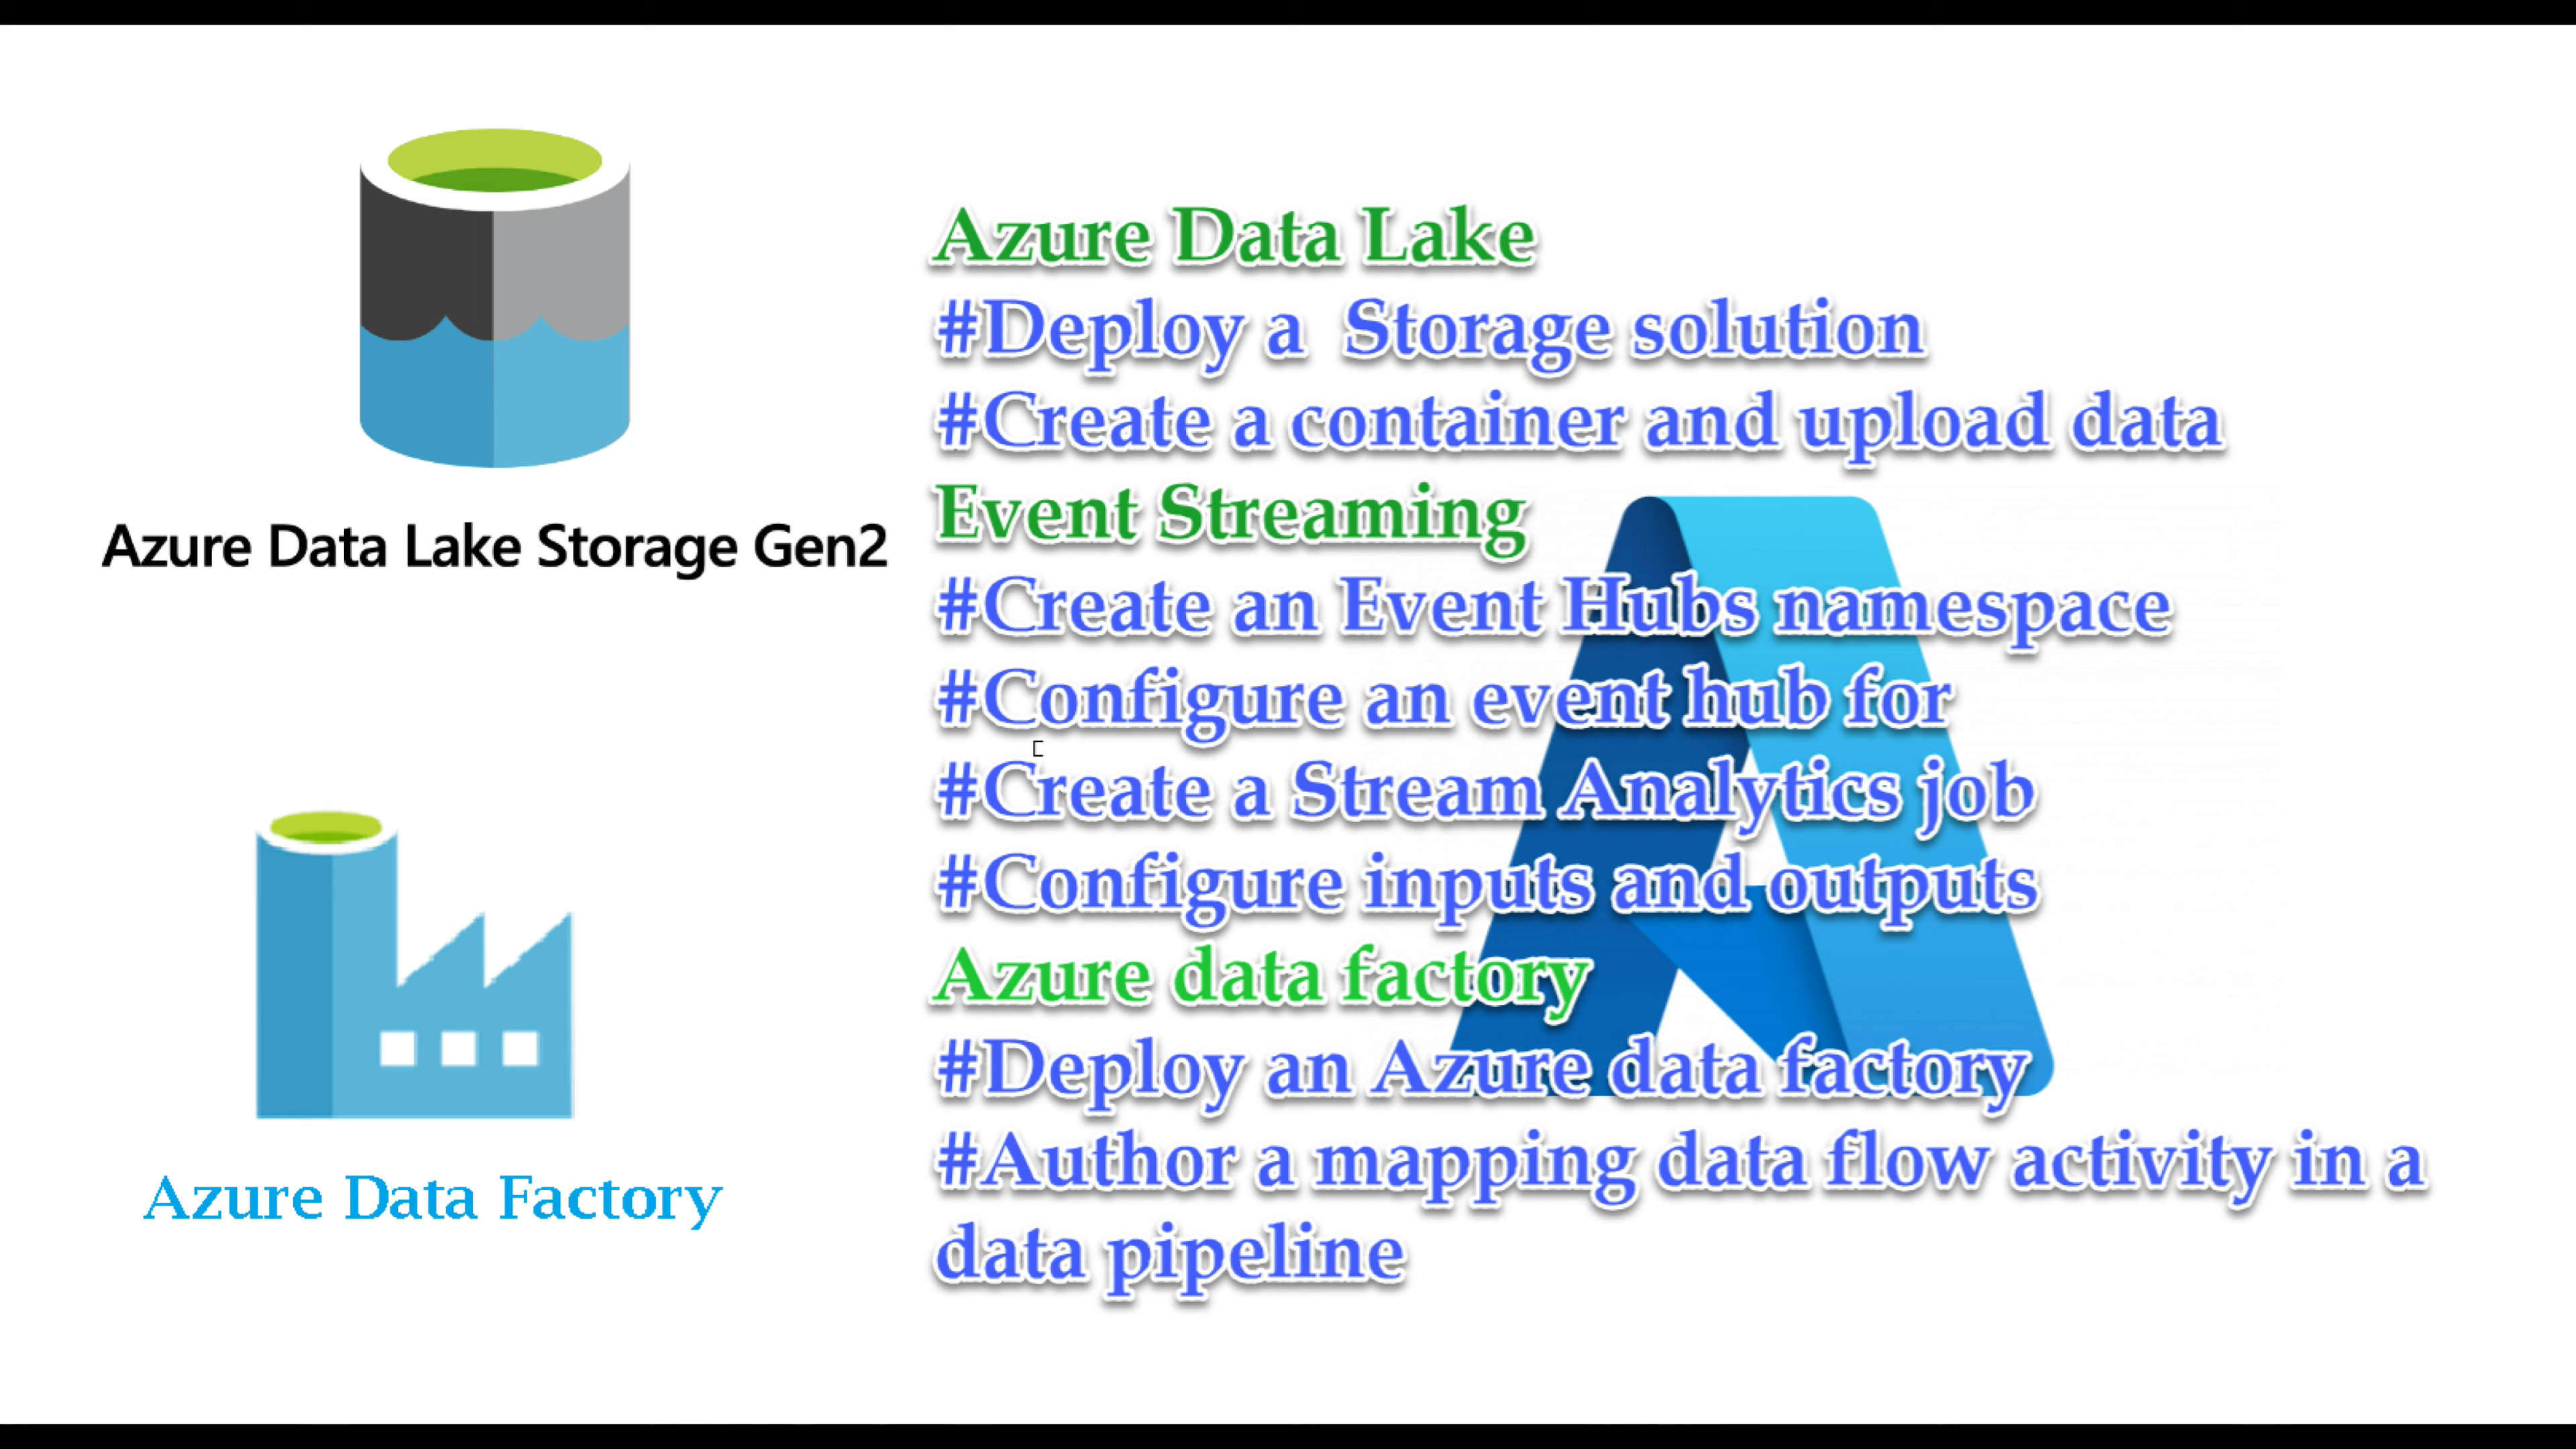 Azure Data Lake Storage Gen2
Azure Data Factory
Azure Data Lake
#Deploy a  Storage solution
#Create a container and upload data
Event Streaming
#Create an Event Hubs namespace
#Configure an event hub for
#Create a Stream Analytics job
#Configure inputs and outputs
Azure data factory
#Deploy an Azure data factory
#Author a mapping data flow activity in a
data pipeline